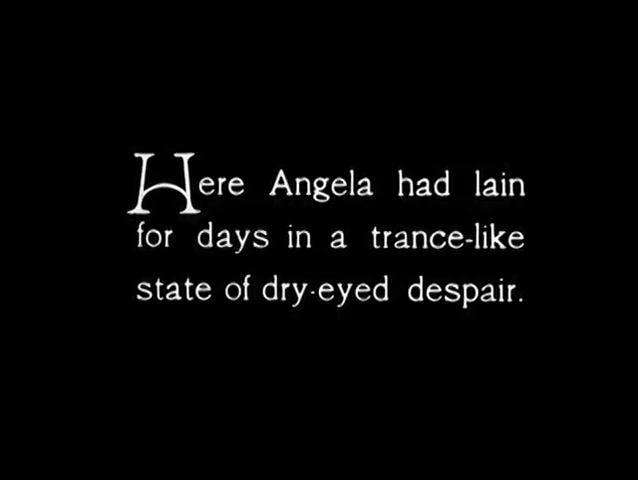 Here Angela had lain
for days in a trance-like
state of dry-eyed despair.